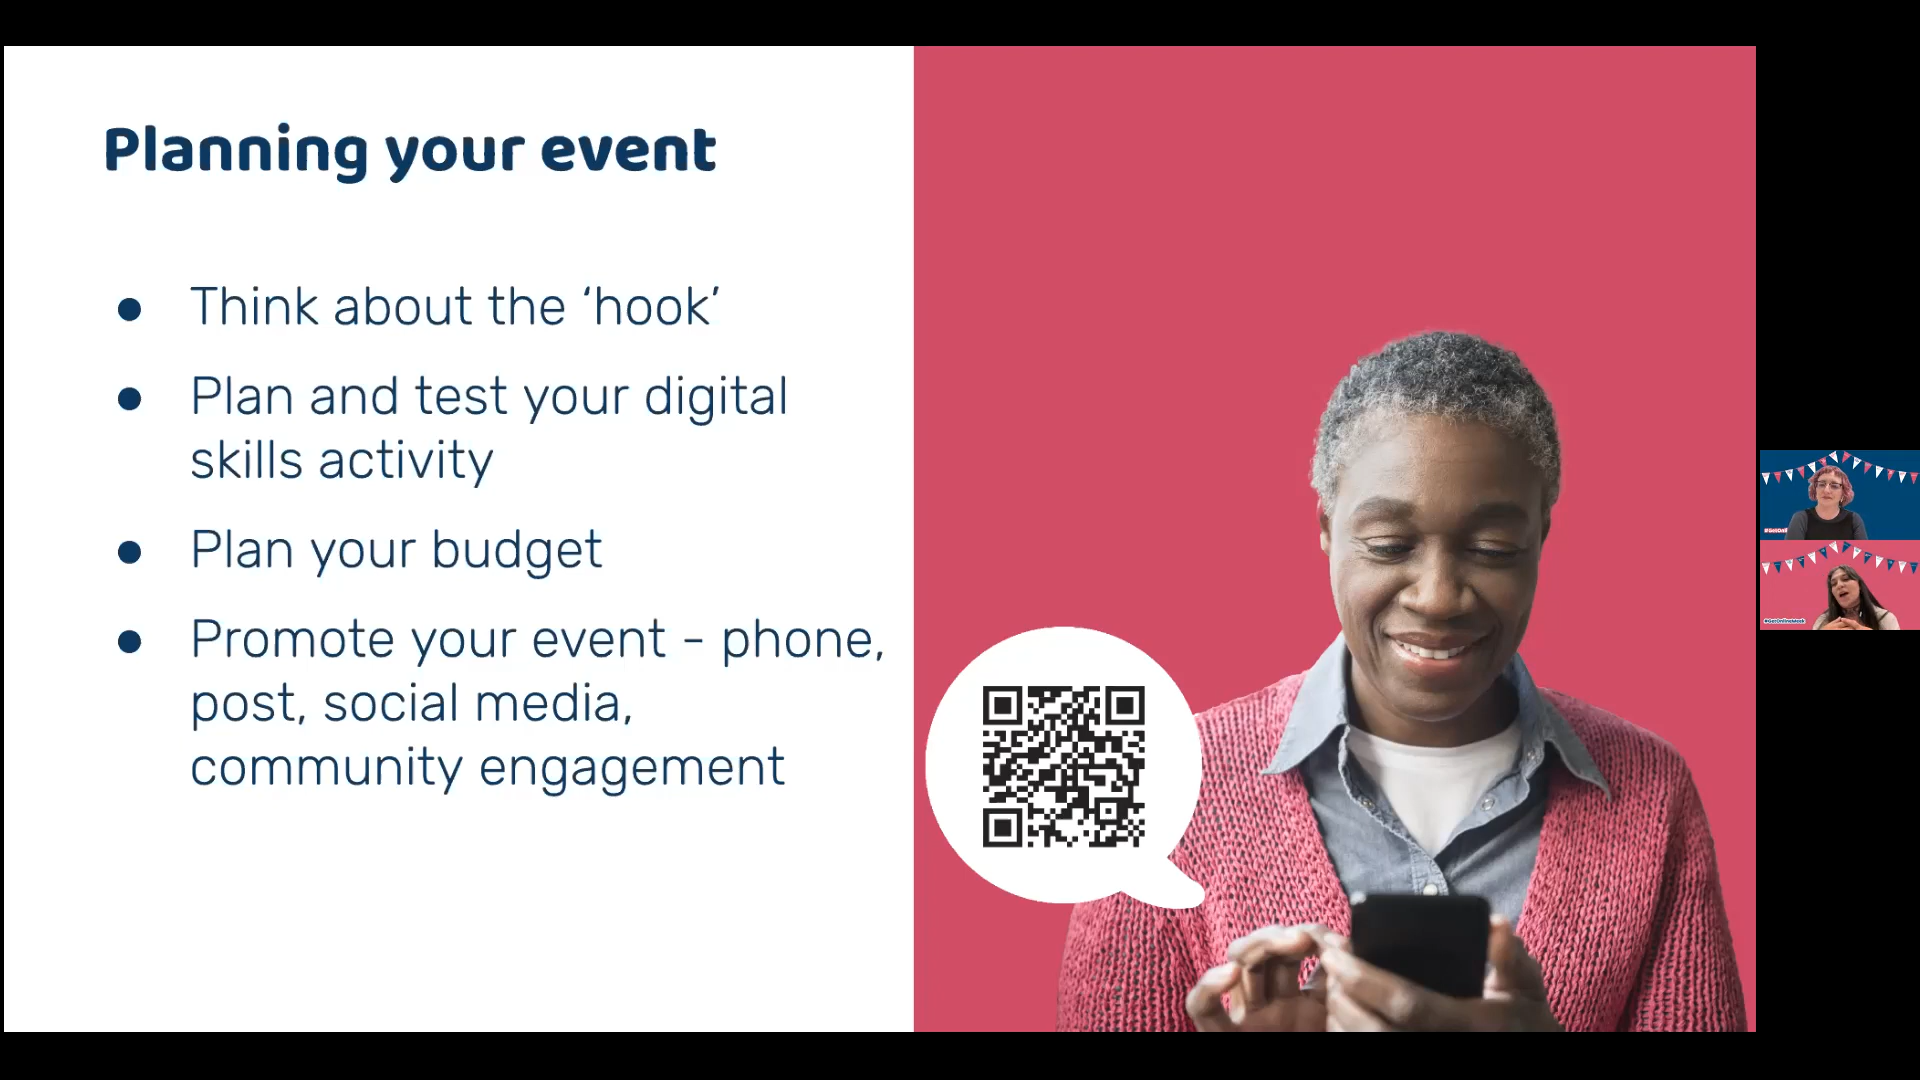 Planning your event
● Think about the ‘hook’
● Plan and test your digital
skills activity
● Plan your budget
● Promote your event - phone,
post, social media,
community engagement
#GetOnlineWeek